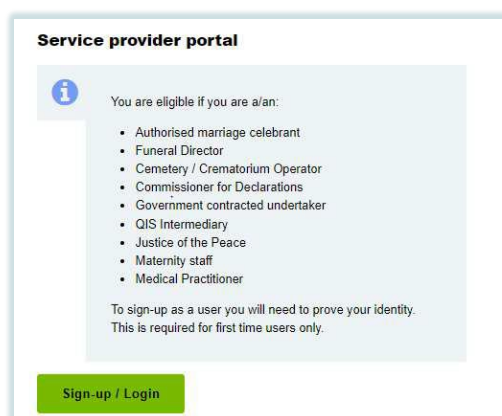 Service provider portal
You are eligible if you are a/an:
• Authorised marriage celebrant
• Funeral Director
• Cemetery / Crematorium Operator
• Commissioner for Declarations
• Government contracted undertaker
• QIS Intermediary
• Justice of the Peace
• Maternity staff
• Medical Practitioner
To sign-up as a user you will need to prove your identity.
This is required for first time users only.
Sign-up / Login